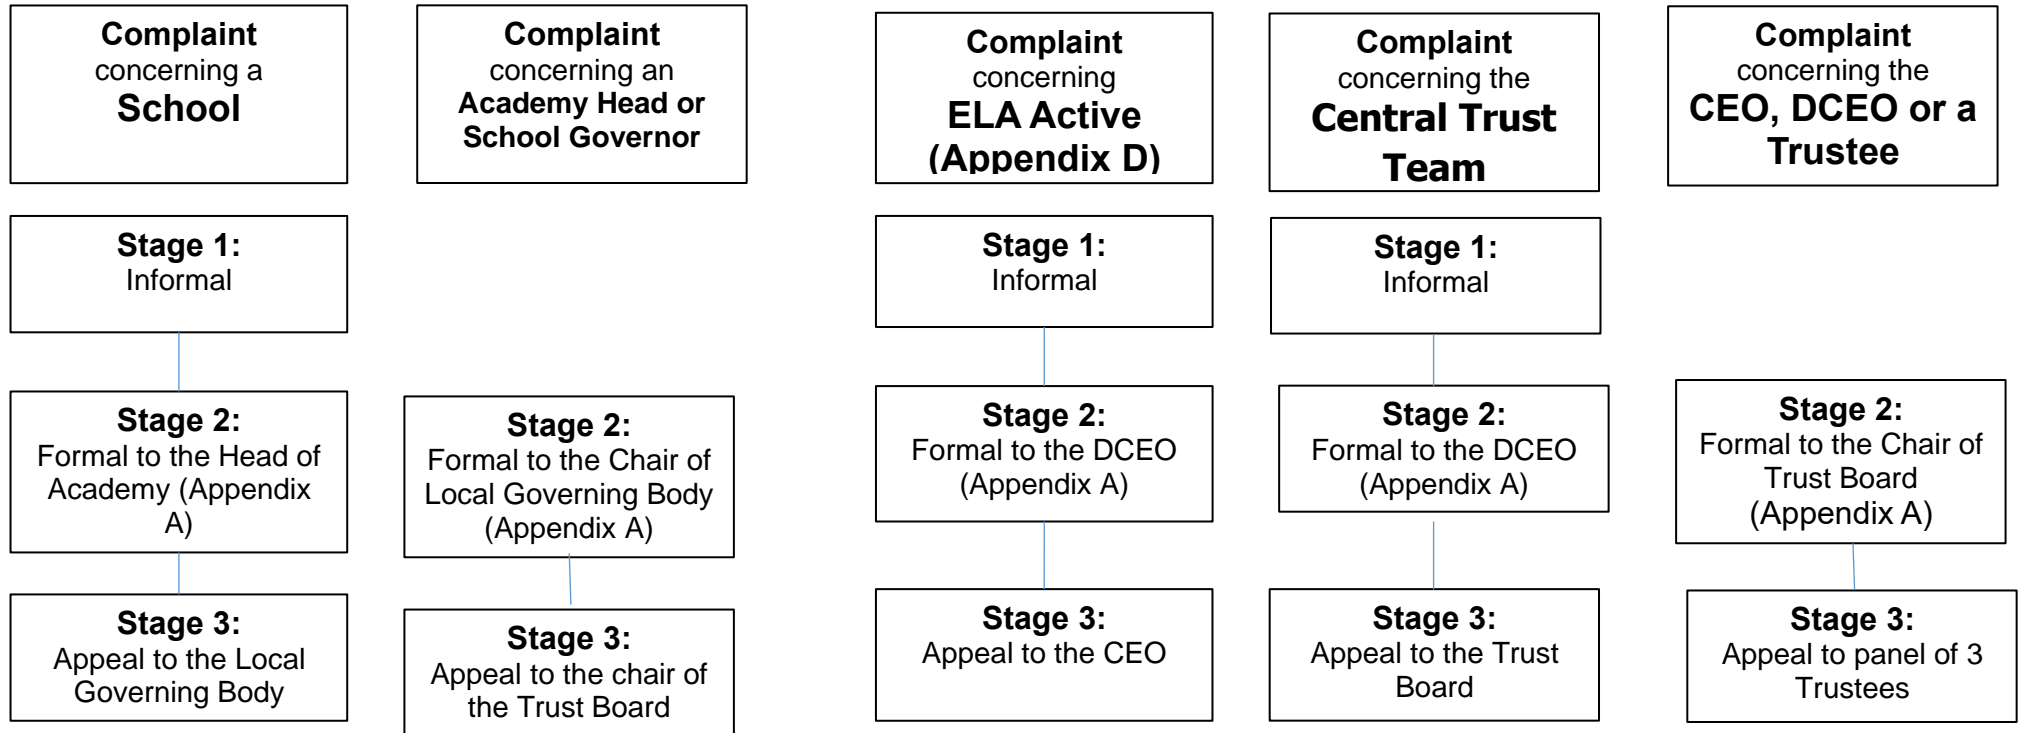 Complaint
concerning a
School
Complaint
concerning an
Academy Head or
School Governor
Complaint
concerning
ELA Active
(Appendix D)
Complaint
concerning the
Central Trust
Team
Complaint
concerning the
CEO, DCEO or a
Trustee
Stage 1:
Informal
Stage 1:
Informal
Stage 1:
Informal
Stage 2:
Formal to the Head of
Academy (Appendix
A)
Stage 2:
Formal to the Chair of
Local Governing Body
(Appendix A)
Stage 2:
Formal to the DCEO
(Appendix A)
Stage 2:
Formal to the DCEO
(Appendix A)
Stage 2:
Formal to the Chair of
Trust Board
(Appendix A)
Stage 3:
Appeal to the Local
Governing Body
Stage 3:
Appeal to the chair of
the Trust Board
Stage 3:
Appeal to the CEO
Stage 3:
Appeal to the Trust
Board
Stage 3:
Appeal to panel of 3
Trustees